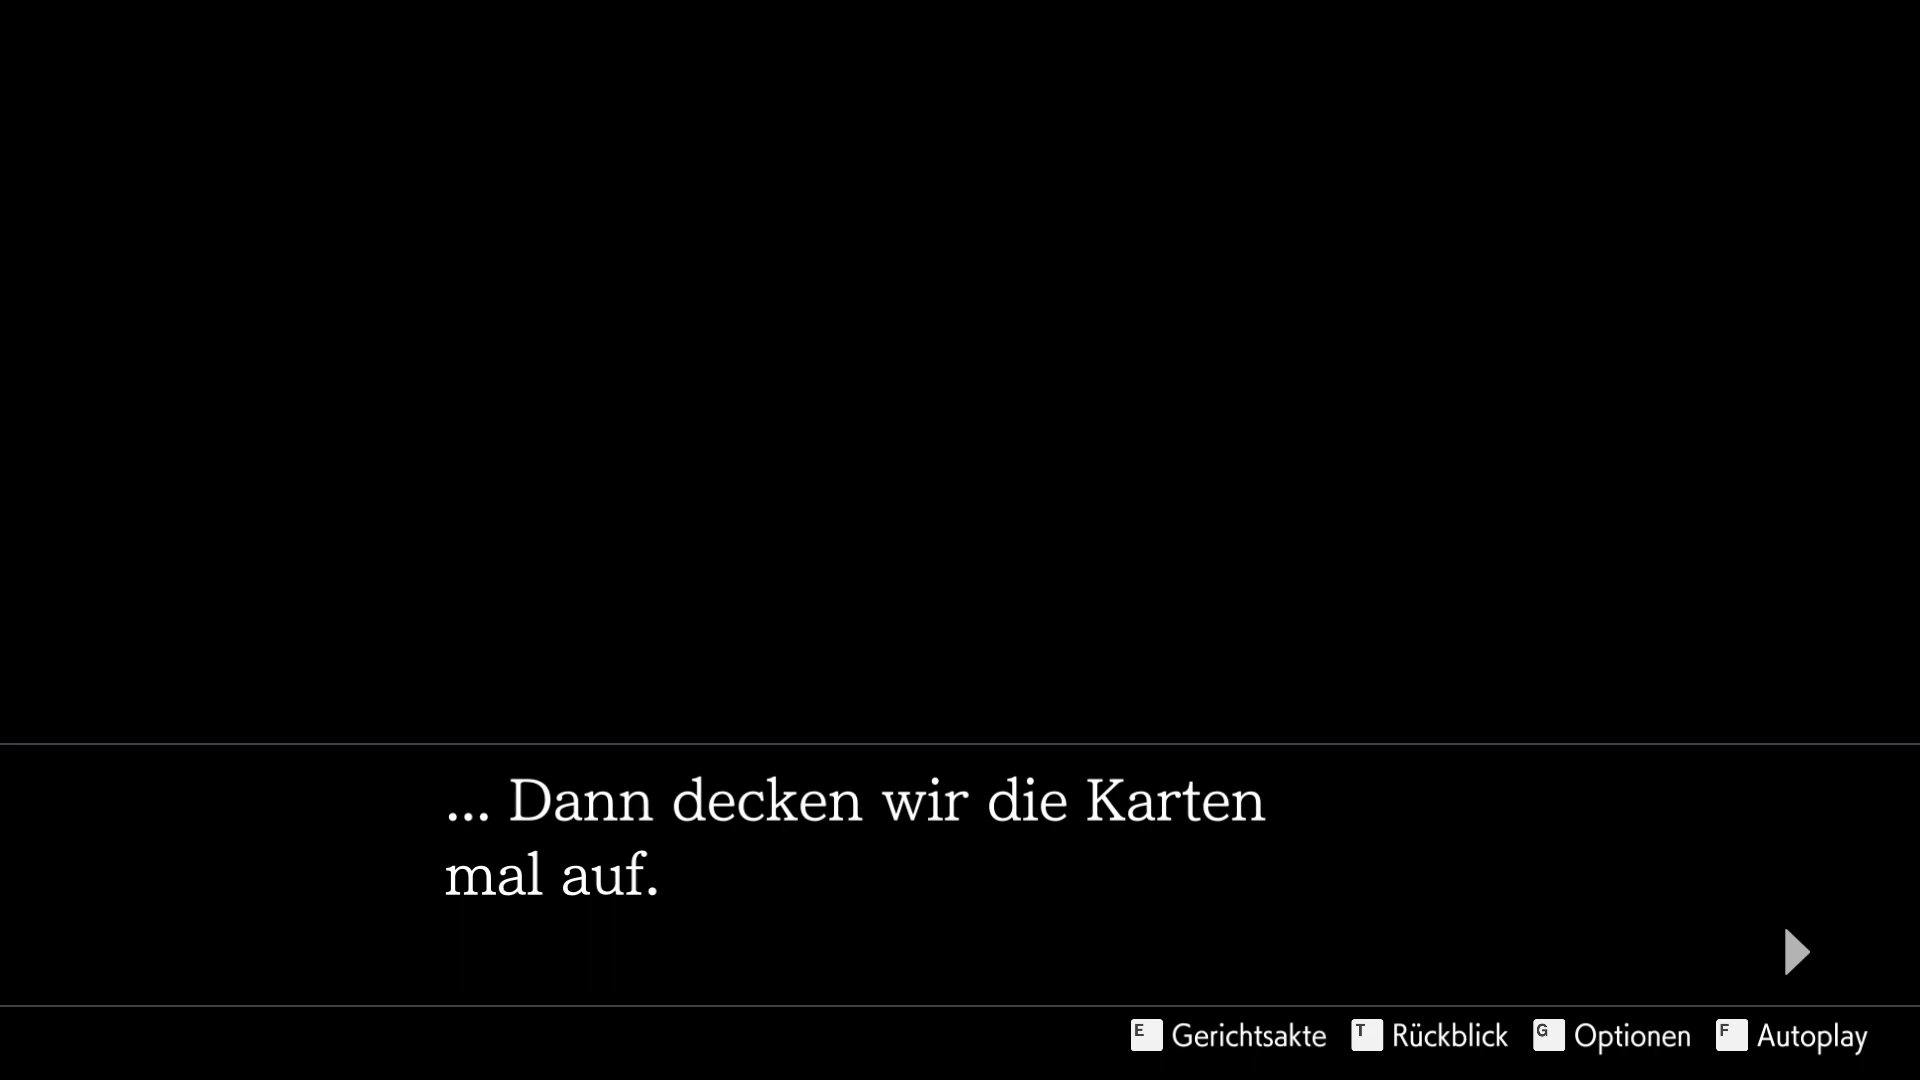 ... Dann decken wir die Karten
mal auf.
E Gerichtsakte T Rückblick G Optionen F Autoplay